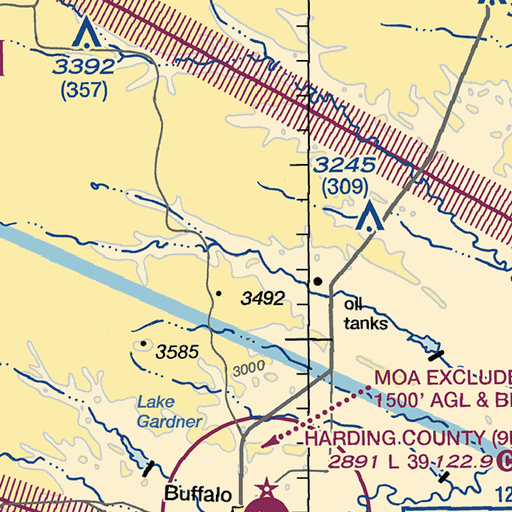 3392
(357)
3245
(309)
3492
oil
tanks
3585
3000
MOA EXCLUDE
1500' AGL & B
Lake
Gardner
HARDING COUNTY (9
2891 L 39 122.9 C
Buffalo
12